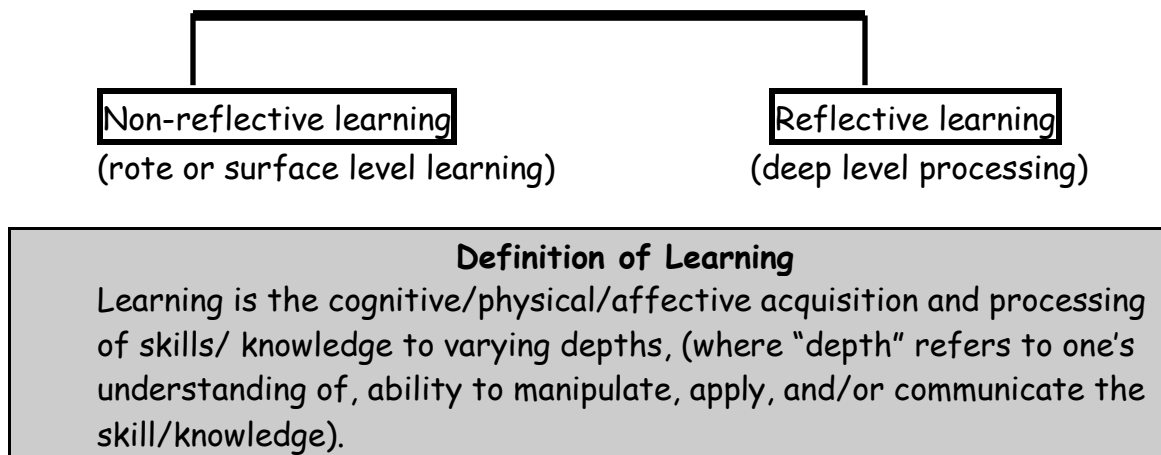 Non-reflective learning
Reflective learning
(rote or surface level learning)
(deep level processing)
Definition of Learning
Learning is the cognitive/physical/affective acquisition and processing
of skills/ knowledge to varying depths, (where “depth” refers to one’s
understanding of, ability to manipulate, apply, and/or communicate the
skill/knowledge).